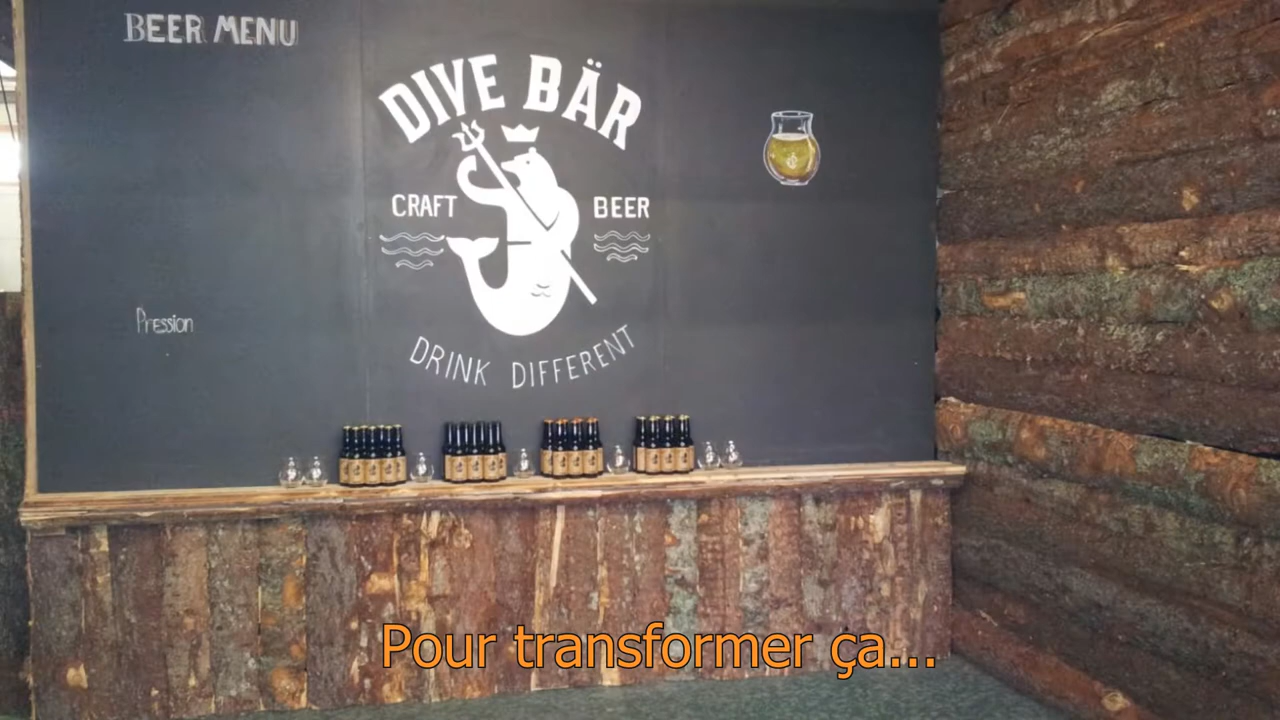 BEER MENU
DIVE BÄR
CRAFT BEER
Pression
DRINK DIFFERENT
Pour transformer ça...